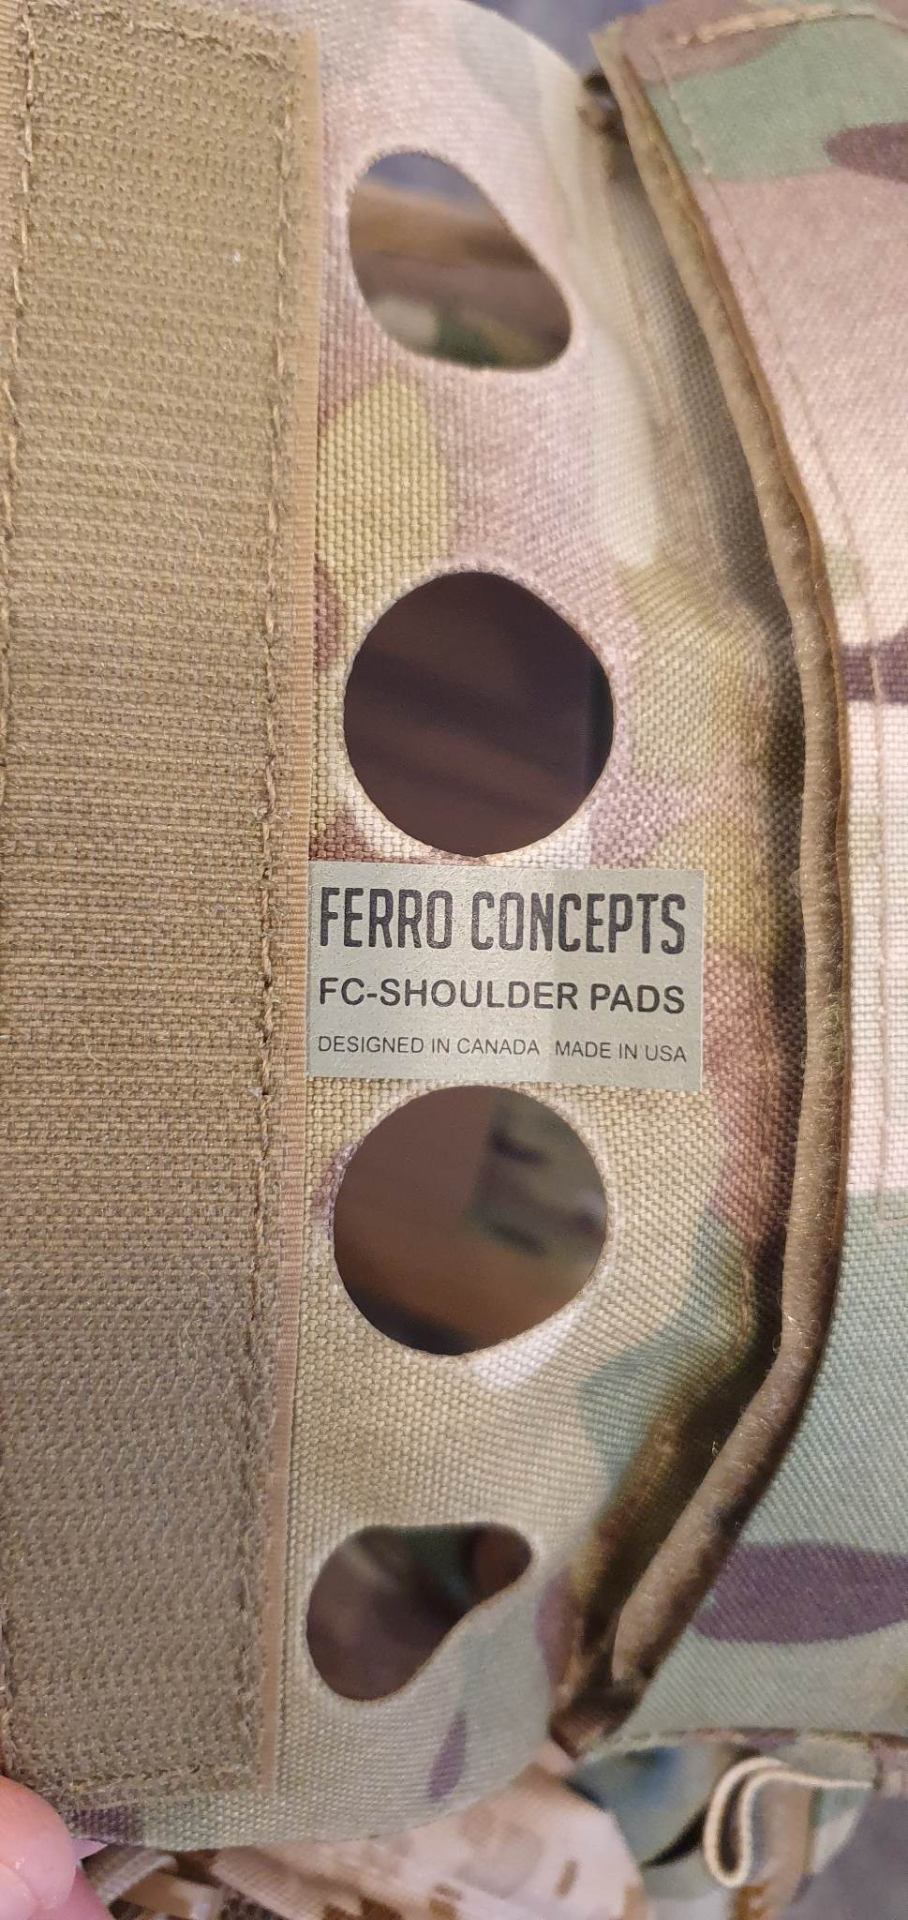 FERRO CONCEPTS
FC-SHOULDER PADS
DESIGNED IN CANADA MADE IN USA